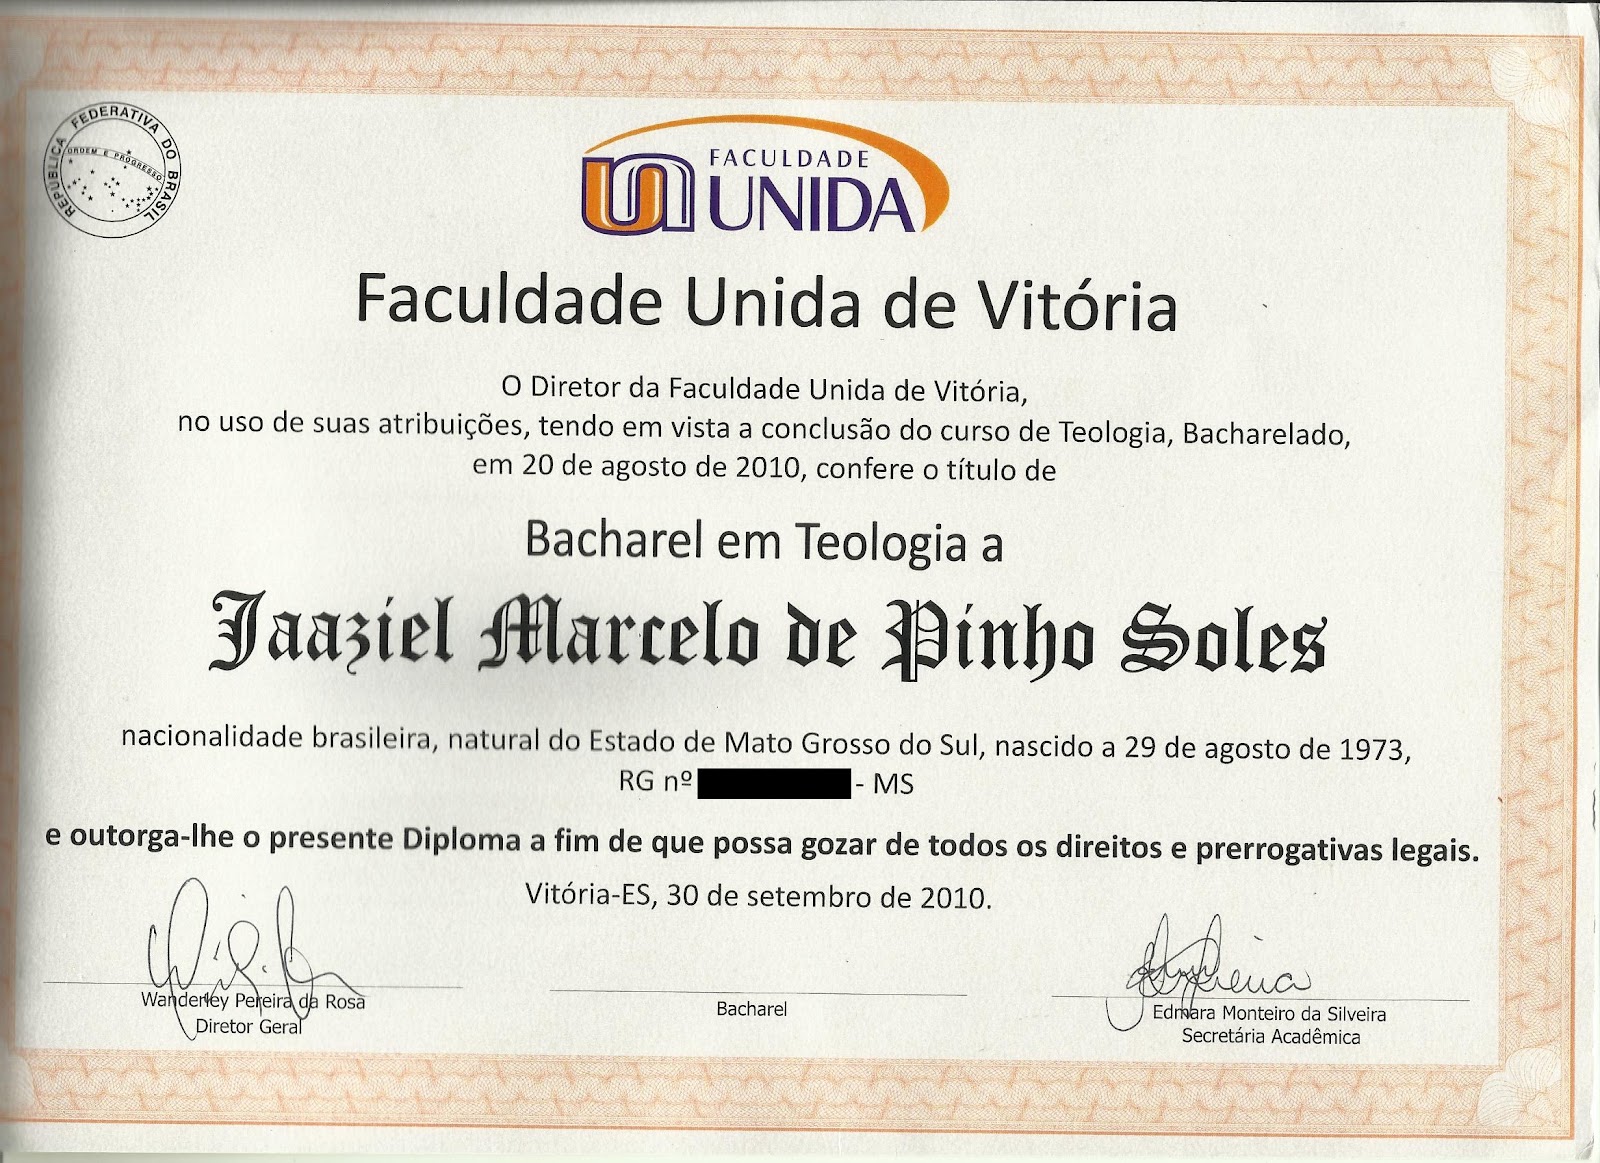 REPÚBLICA FEDERATIVA DO BRASIL
ORDEM E PROGRESSO
FACULDADE
UNIDA
Faculdade Unida de Vitória
O Diretor da Faculdade Unida de Vitória,
no uso de suas atribuições, tendo em vista a conclusão do curso de Teologia, Bacharelado,
em 20 de agosto de 2010, confere o título de
Bacharel em Teologia a
Jaaziel Marcelo de Pinho Soles
nacionalidade brasileira, natural do Estado de Mato Grosso do Sul, nascido a 29 de agosto de 1973,
RG nº - MS
e outorga-lhe o presente Diploma a fim de que possa gozar de todos os direitos e prerrogativas legais.
Vitória-ES, 30 de setembro de 2010.
Wanderley Pereira da Rosa
Diretor Geral
Bacharel
Edmara Monteiro da Silveira
Secretária Acadêmica